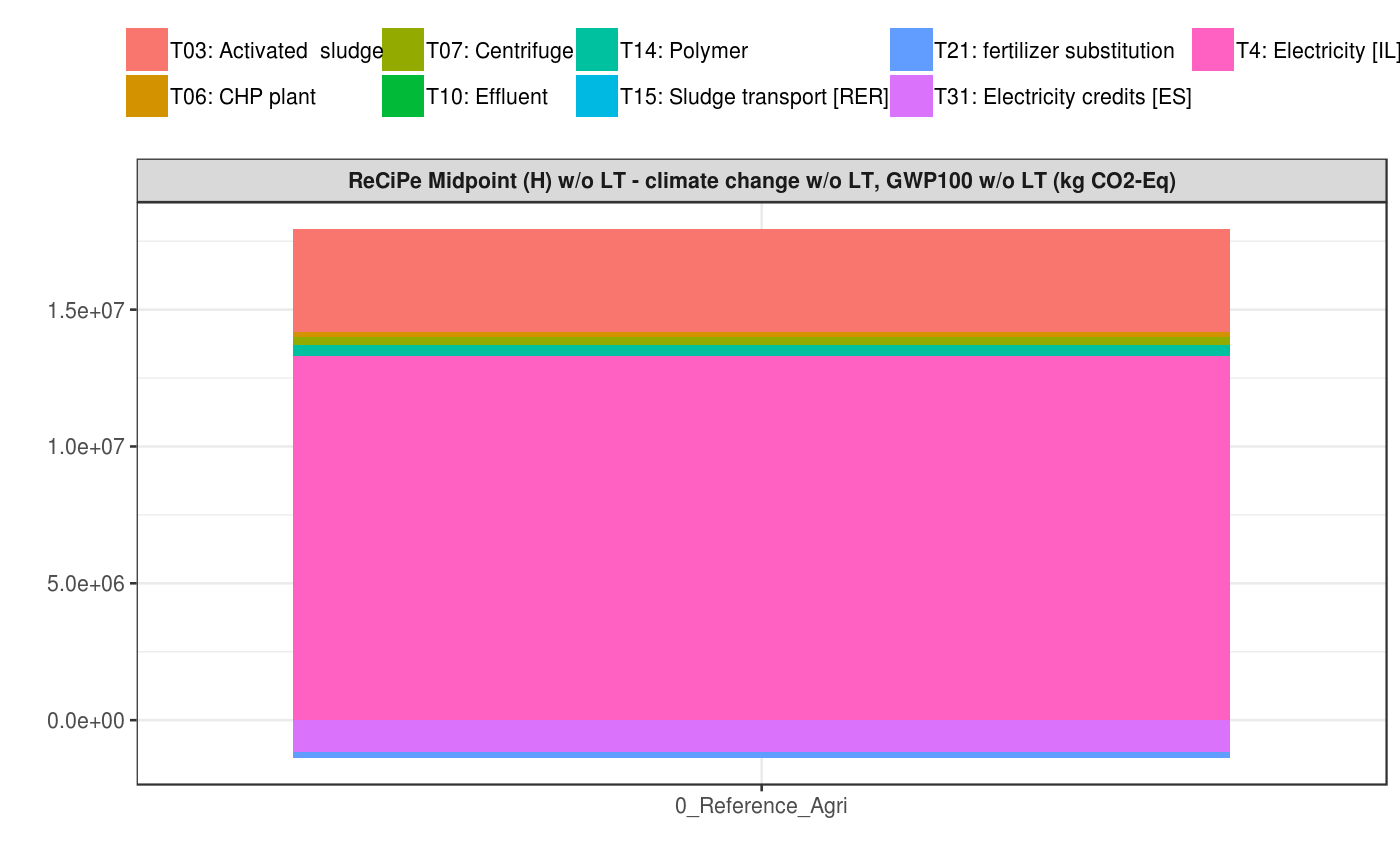 T03: Activated  sludge T07: Centrifuge T14: Polymer T21: fertilizer substitution T4: Electricity [IL]
T06: CHP plant T10: Effluent T15: Sludge transport [RER] T31: Electricity credits [ES]
ReCiPe Midpoint (H) w/o LT - climate change w/o LT, GWP100 w/o LT (kg CO2-Eq)
1.5e+07
1.0e+07
5.0e+06
0.0e+00
0_Reference_Agri